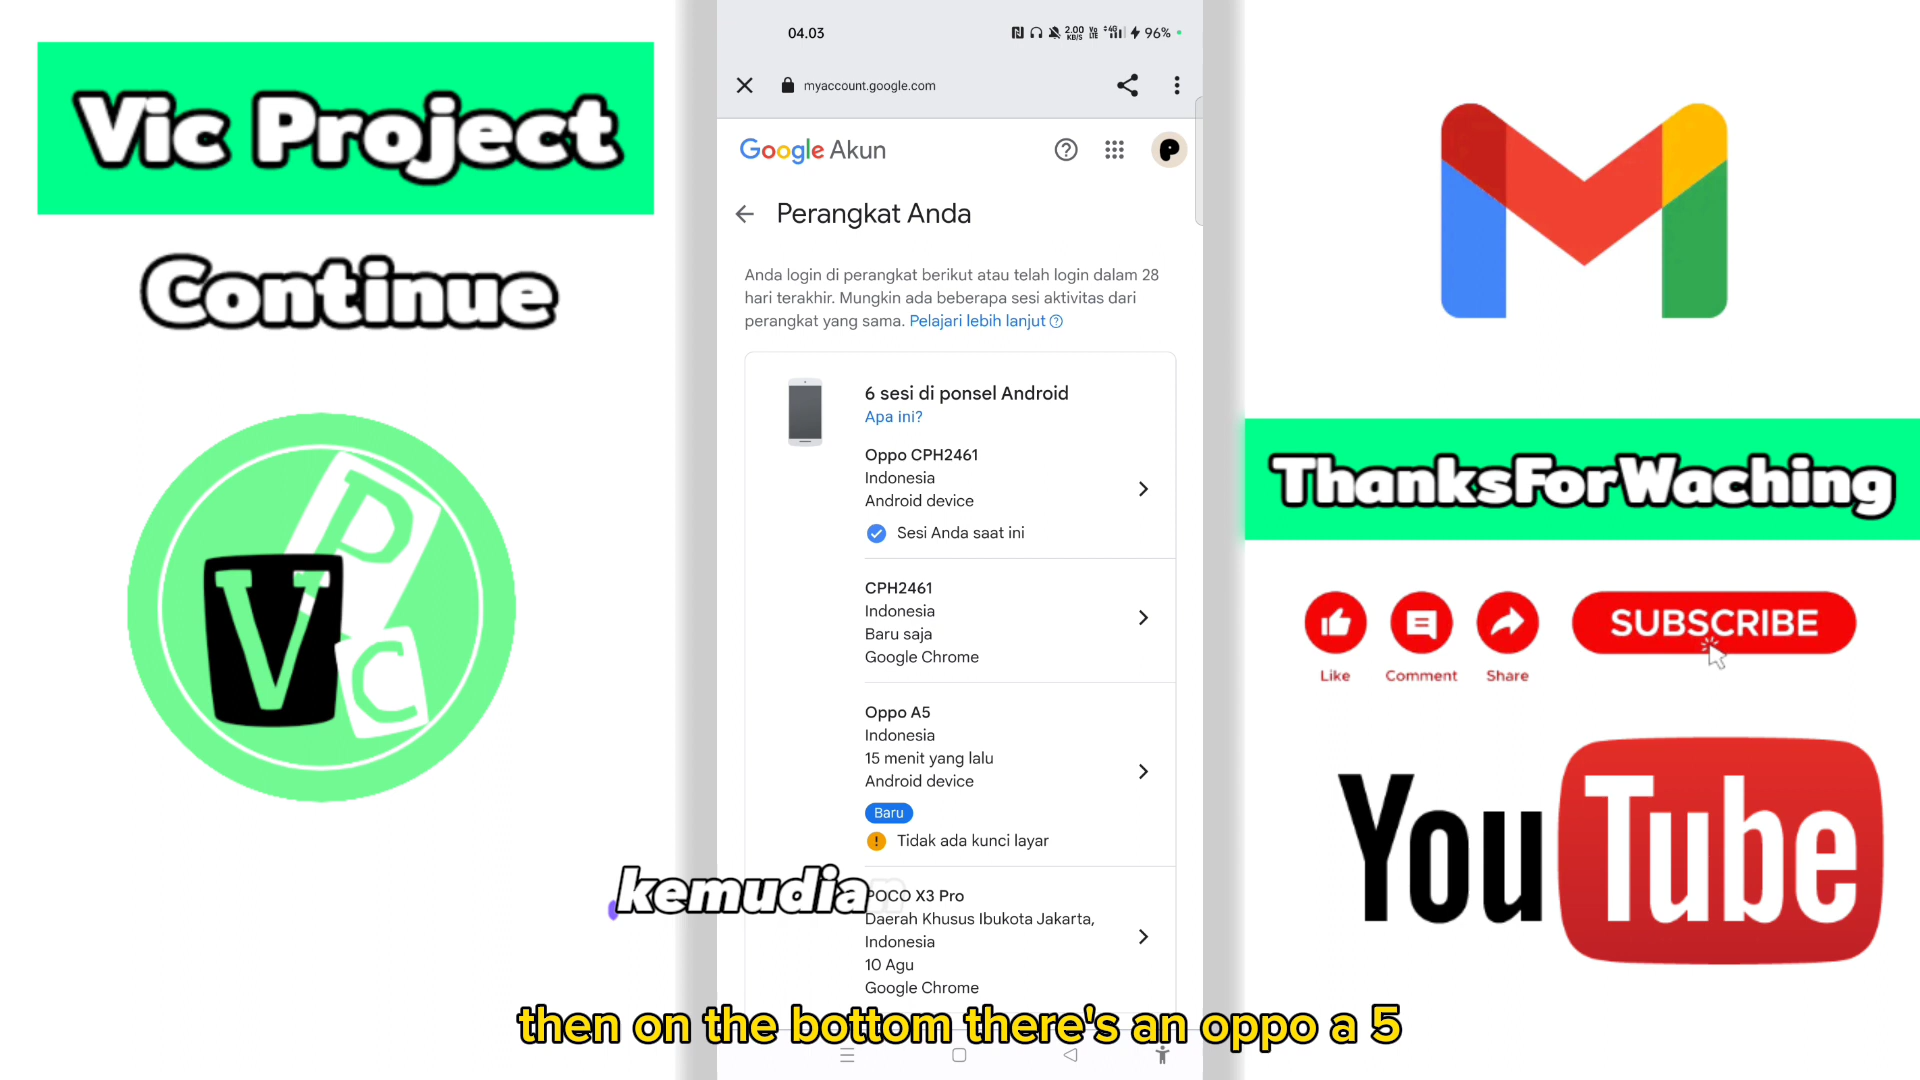 Vic Project
Continue
P
V
C
04.03
2.00 KB/S
4G
96%
myaccount.google.com
Google Akun
Perangkat Anda
Anda login di perangkat berikut atau telah login dalam 28
hari terakhir. Mungkin ada beberapa sesi aktivitas dari
perangkat yang sama. Pelajari lebih lanjut
6 sesi di ponsel Android
Apa ini?
Oppo CPH2461
Indonesia
Android device
Sesi Anda saat ini
CPH2461
Indonesia
Baru saja
Google Chrome
Oppo A5
Indonesia
15 menit yang lalu
Android device
Baru
Tidak ada kunci layar
POCO X3 Pro
Daerah Khusus Ibukota Jakarta,
Indonesia
10 Agu
Google Chrome
kemudian
then on the bottom there's an oppo a 5
ThanksForWaching
Like
Comment
Share
SUBSCRIBE
YouTube